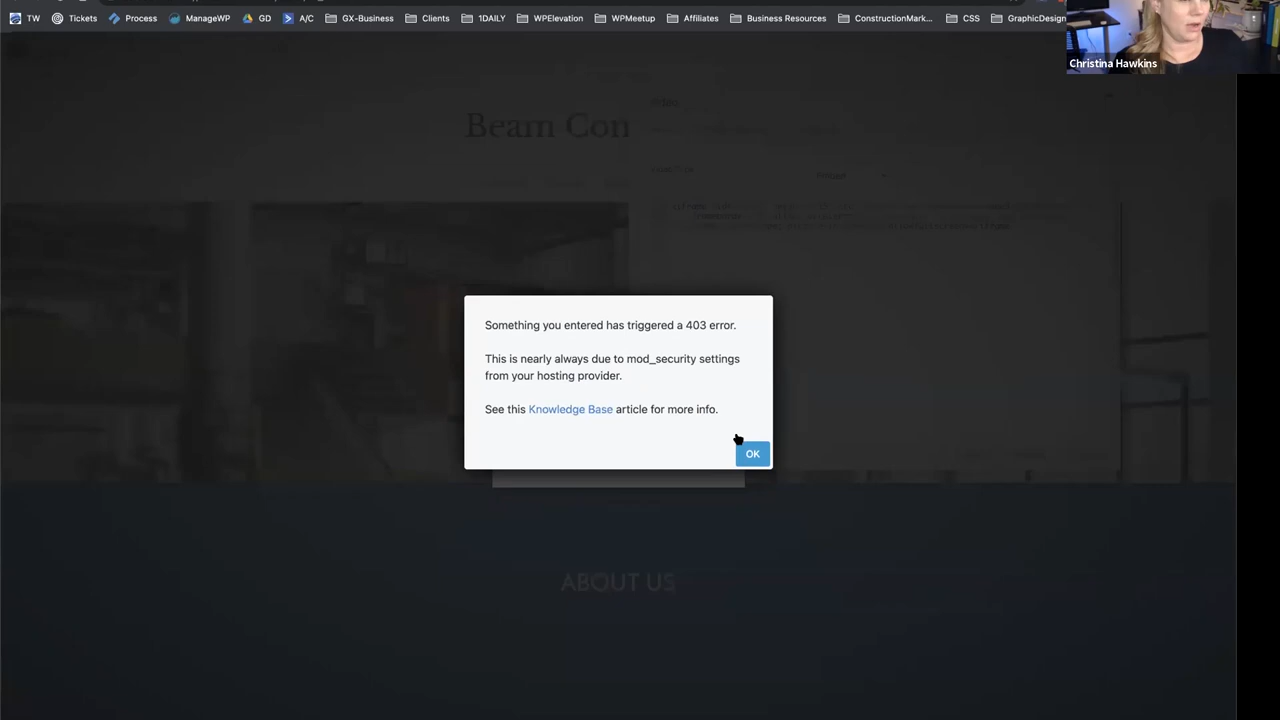 TW
Tickets
Process
ManageWP
GD
A/C
GX-Business
Clients
1DAILY
WPElevation
WPMeetup
Affiliates
Business Resources
ConstructionMark...
CSS
GraphicDesign
Christina Hawkins
Beam Con
Something you entered has triggered a 403 error.
This is nearly always due to mod_security settings
from your hosting provider.
See this Knowledge Base article for more info.
OK
ABOUT US